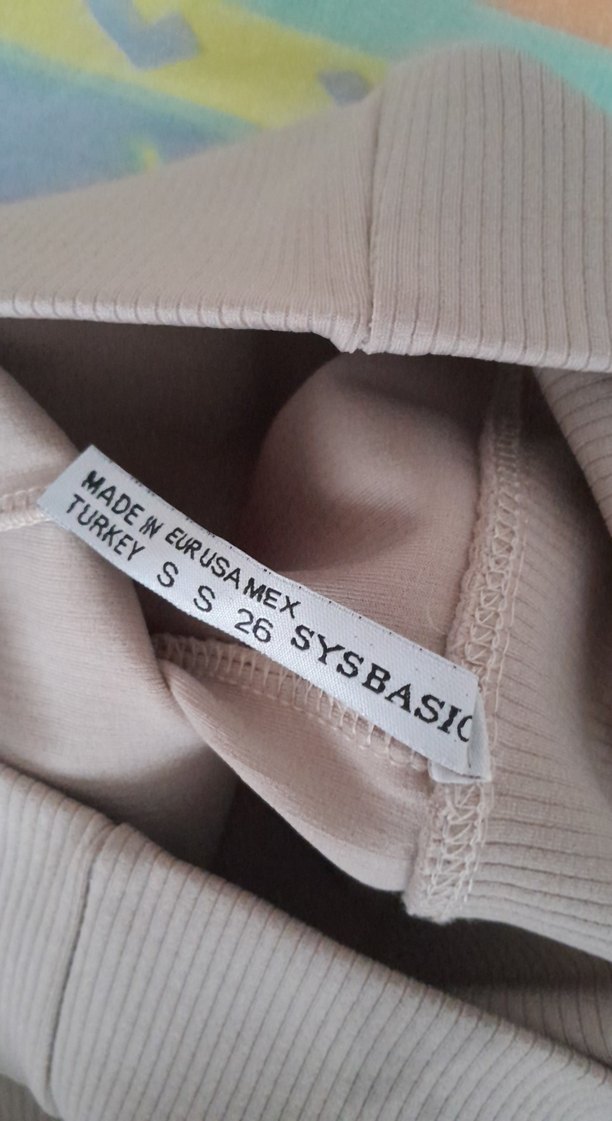 MADE IN EUR USA MEX
TURKEY S S 26 SYSBASIC